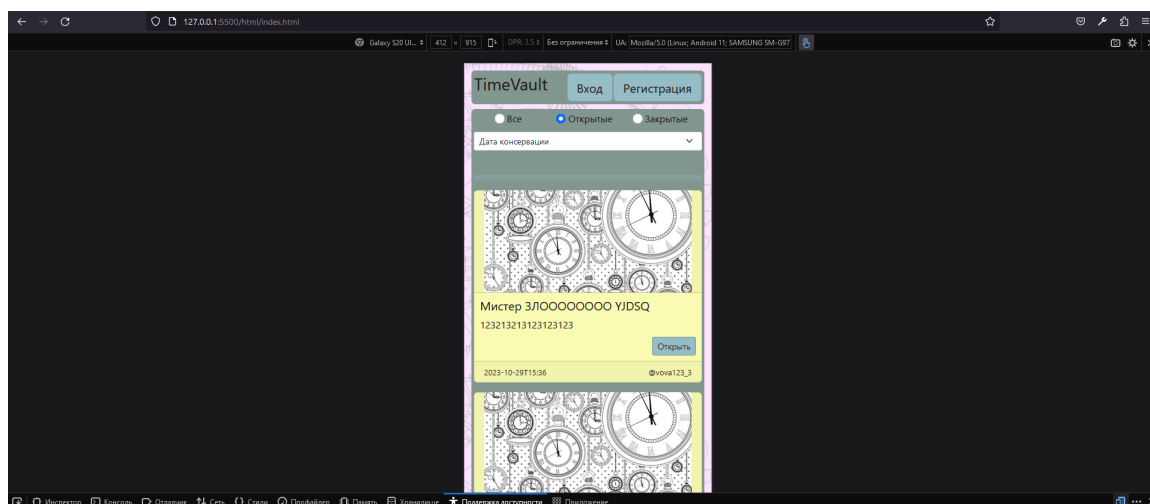 127.0.0.1:5500/html/index.html
Galaxy S20 Ul... 412 × 915 DPR: 3.5 Без ограничения UA: Mozilla/5.0 (Linux; Android 11; SAMSUNG SM-G97
TimeVault Вход Регистрация
Все Открытые Закрытые
Дата консервации
Мистер ЗЛОООООООО YJDSQ
123213213123123123
Открыть
2023-10-29T15:36 @vova123_3
Инспектор Консоль Отладчик Сеть Стили Профайлер Память Хранилище Поддержка доступности Приложение